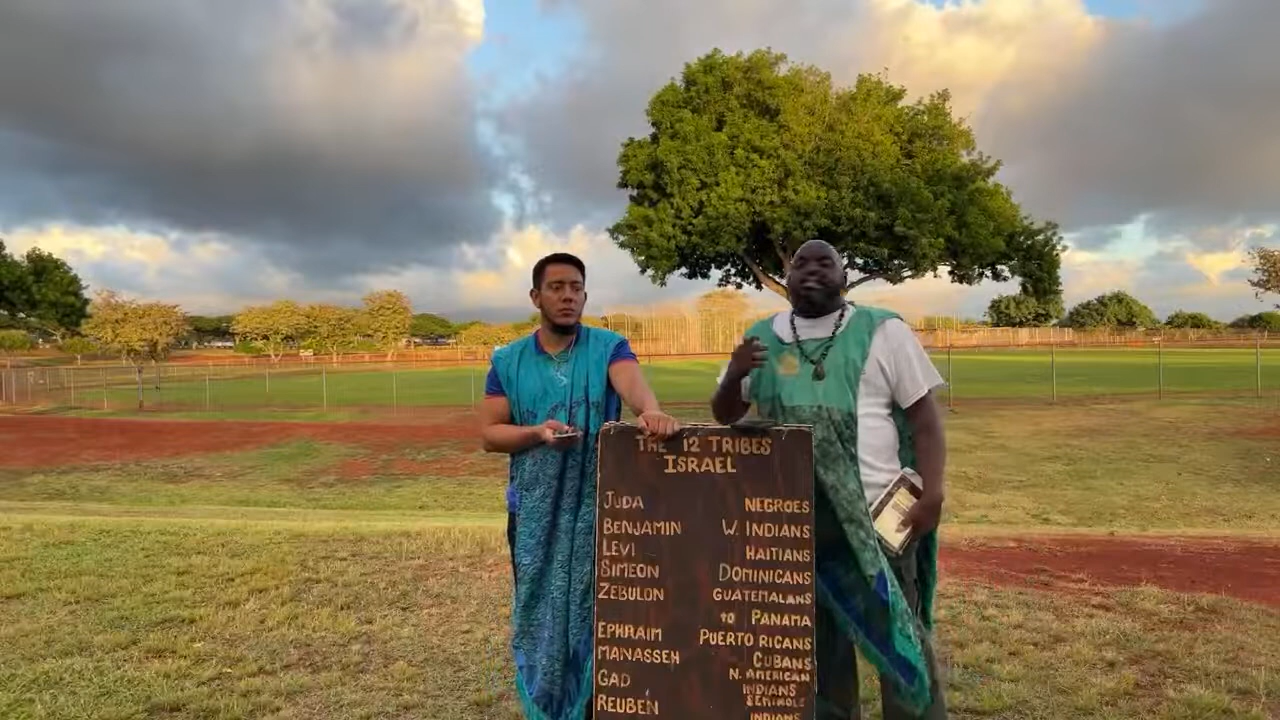 THE 12 TRIBES
ISRAEL
JUDA NEGROES
BENJAMIN W. INDIANS
LEVI HAITIANS
SIMEON DOMINICANS
ZEBULON GUATEMALANS
to PANAMA
EPHRAIM PUERTO RICANS
MANASSEH CUBANS
GAD N. AMERICAN
INDIANS
REUBEN SEMINOLE
INDIANS